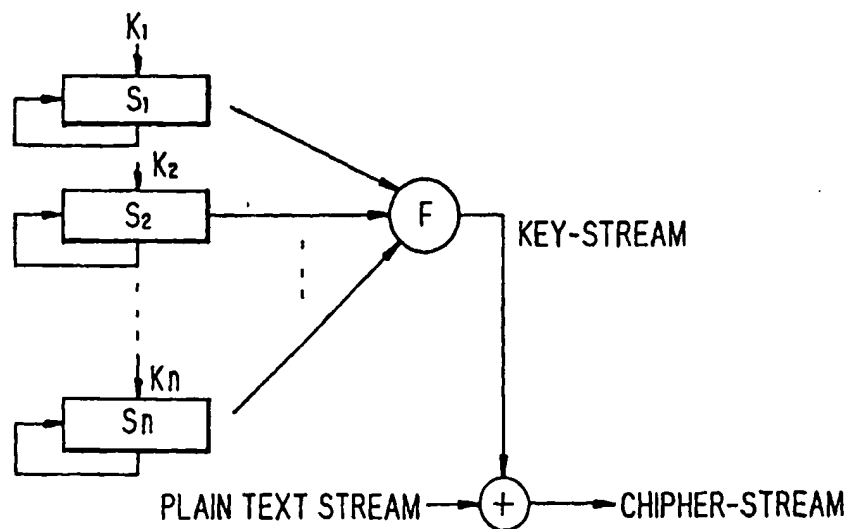 K1
S1
K2
S2
F
KEY-STREAM
Kn
Sn
PLAIN TEXT STREAM + CHIPHER-STREAM